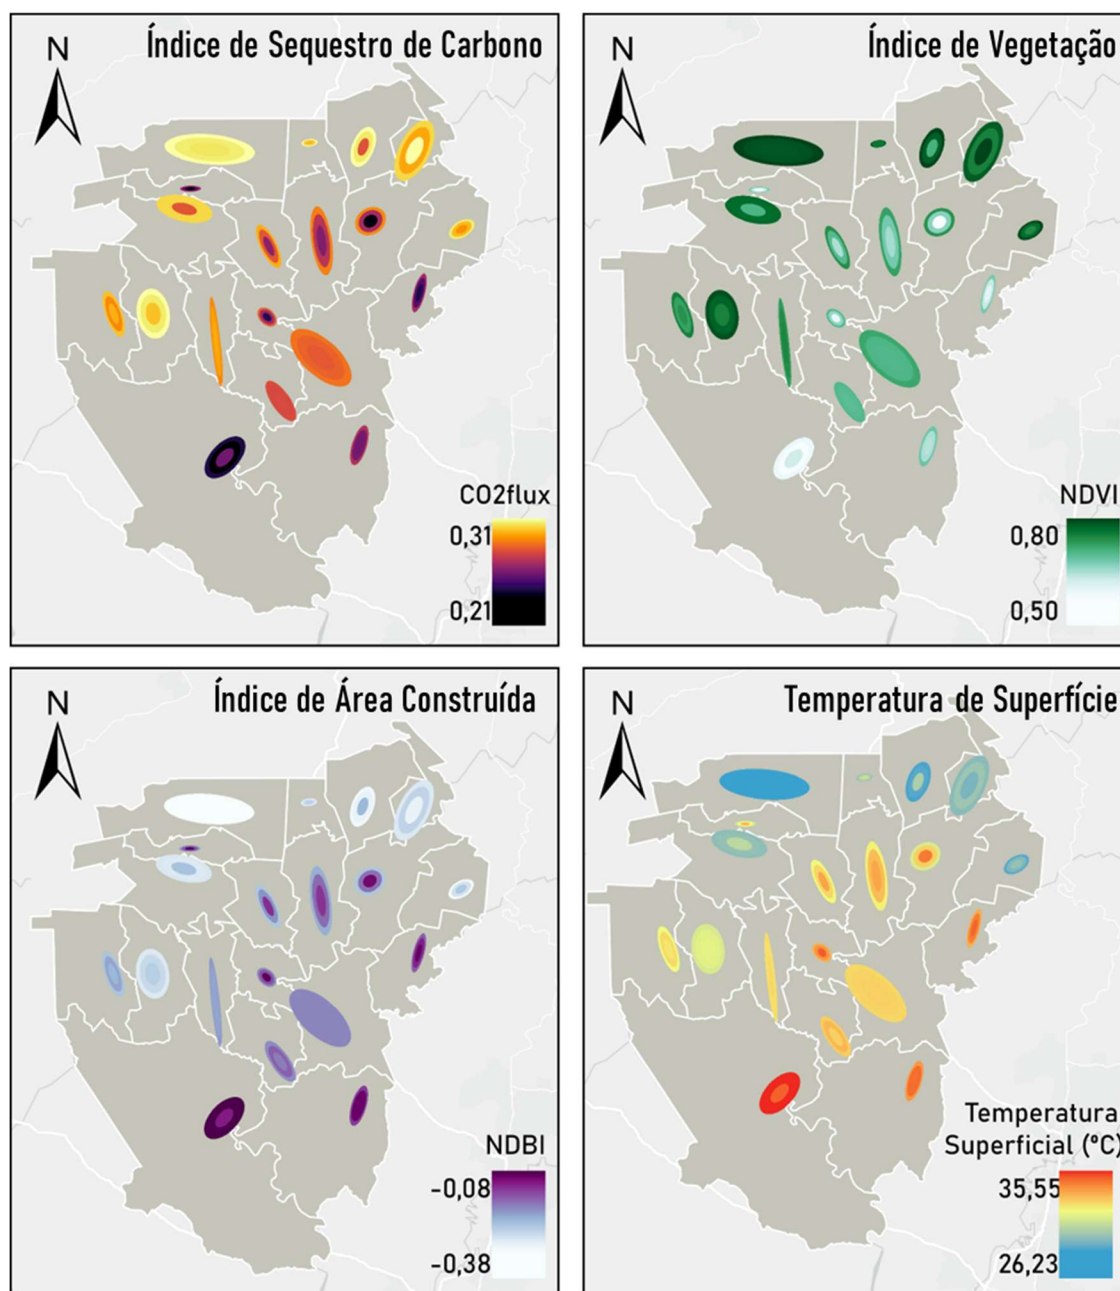 Índice de Sequestro de Carbono
N
CO2flux
0,31
0,21
Índice de Vegetação
N
NDVI
0,80
0,50
Índice de Área Construída
N
NDBI
-0,08
-0,38
Temperatura de Superfície
N
Temperatura
Superficial (ºC)
35,55
26,23